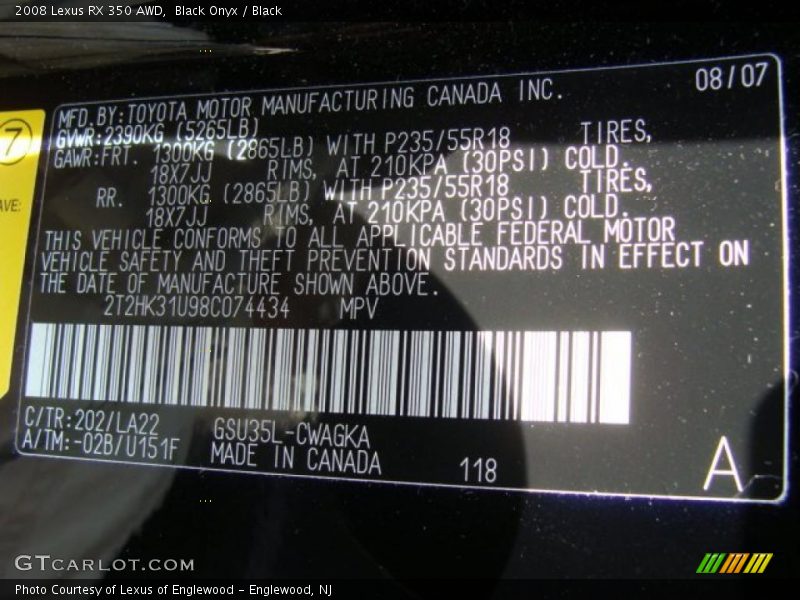 2008 Lexus RX 350 AWD, Black Onyx / Black
08/07
MFD.BY:TOYOTA MOTOR MANUFACTURING CANADA INC.
GVWR:2390KG (5265LB)
GAWR:FRT. 1300KG (2865LB) WITH P235/55R18 TIRES,
18X7JJ RIMS, AT 210KPA (30PSI) COLD.
RR. 1300KG (2865LB) WITH P235/55R18 TIRES,
18X7JJ RIMS, AT 210KPA (30PSI) COLD.
THIS VEHICLE CONFORMS TO ALL APPLICABLE FEDERAL MOTOR
VEHICLE SAFETY AND THEFT PREVENTION STANDARDS IN EFFECT ON
THE DATE OF MANUFACTURE SHOWN ABOVE.
2T2HK31U98C074434 MPV
C/TR:202/LA22 GSU35L-CWAGKA
A/TM:-02B/U151F MADE IN CANADA 118 A
7
AVE:
GTCARLOT.COM
Photo Courtesy of Lexus of Englewood – Englewood, NJ